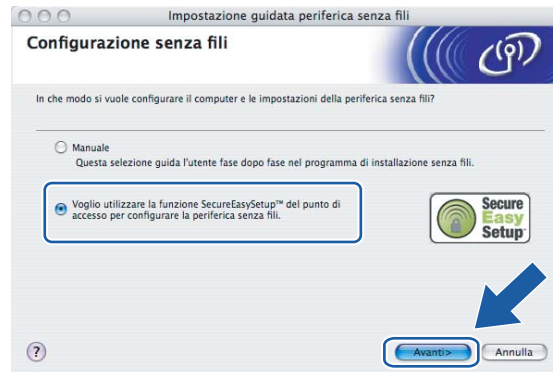 Impostazione guidata periferica senza fili
Configurazione senza fili
In che modo si vuole configurare il computer e le impostazioni della periferica senza fili?
Manuale
Questa selezione guida l'utente fase dopo fase nel programma di installazione senza fili.
Voglio utilizzare la funzione SecureEasySetup™ del punto di
accesso per configurare la periferica senza fili.
Secure
Easy
Setup™
?
Avanti>
Annulla